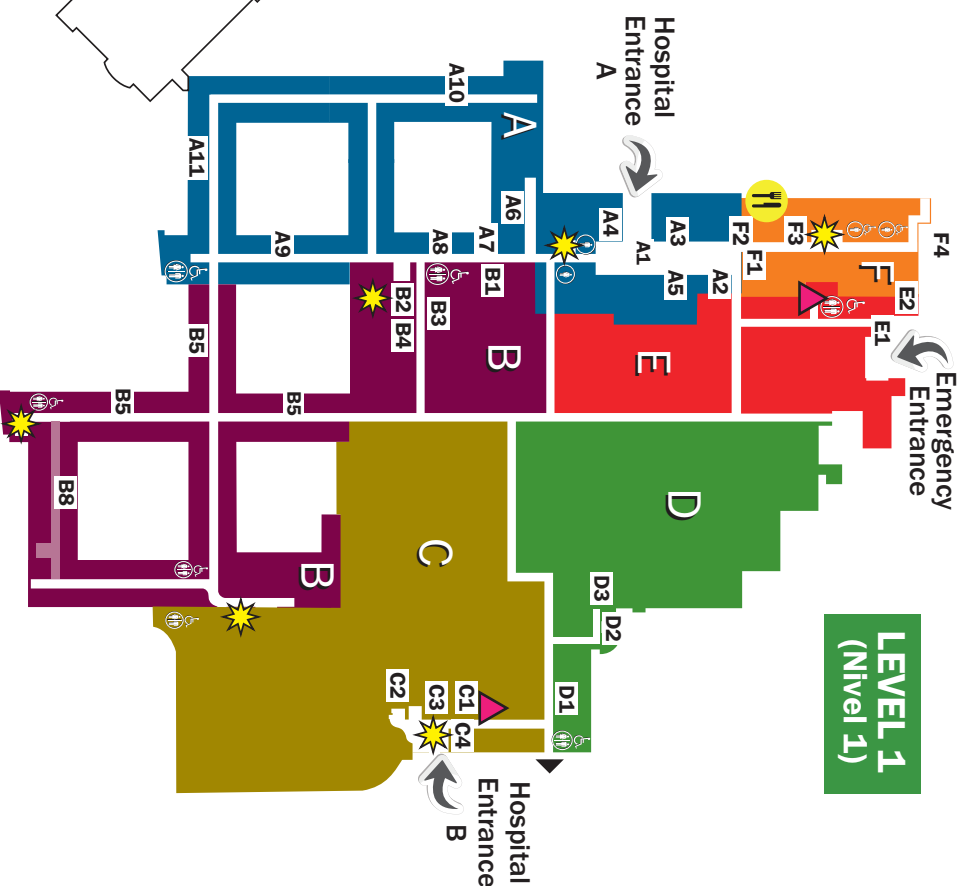 LEVEL 1
(Nivel 1)
F4
E2
E1
Emergency
Entrance
F
F3
F2
F1
Hospital
Entrance
A
A3
A1
A2
A5
A4
E
D
D3
D2
D1
A
A6
A7
A8
A10
A9
A11
B1
B3
B2
B4
B
B5
B5
B5
B8
B
C
C1
C3
C2
C4
Hospital
Entrance
B